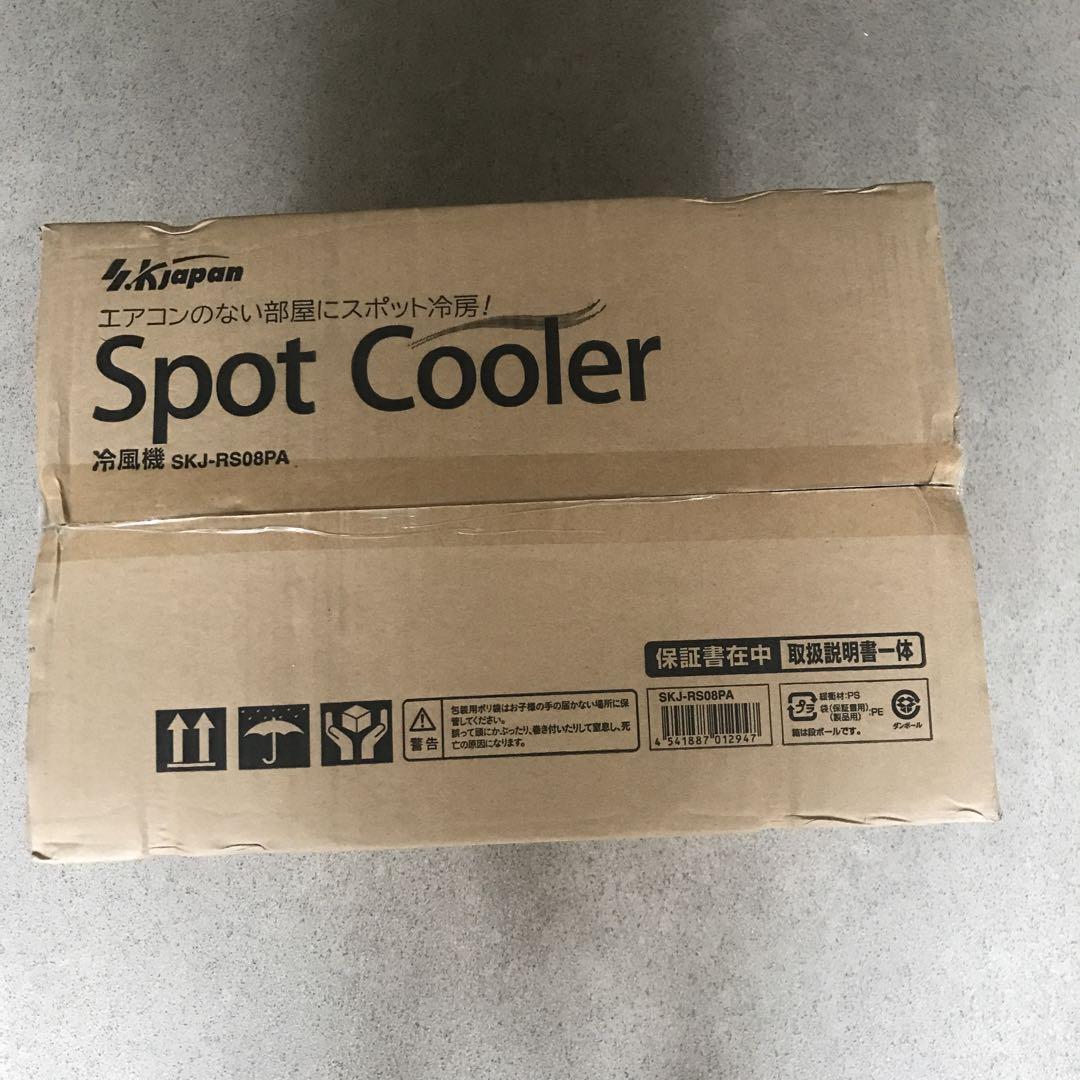 S.Kjapan
エアコンのない部屋にスポット冷房!
Spot Cooler
冷風機 SKJ-RS08PA
保証書在中 取扱説明書一体
警告
包装用ポリ袋はお子様の手の届かない場所に保
管してください。
誤って頭にかぶったり、巻き付いたりして窒息し、死
亡の原因になります。
SKJ-RS08PA
4 541887 012947
プラ
緩衝材:PS
袋(保証書用):PE
(製品用)
箱は段ボールです。
ダンボール